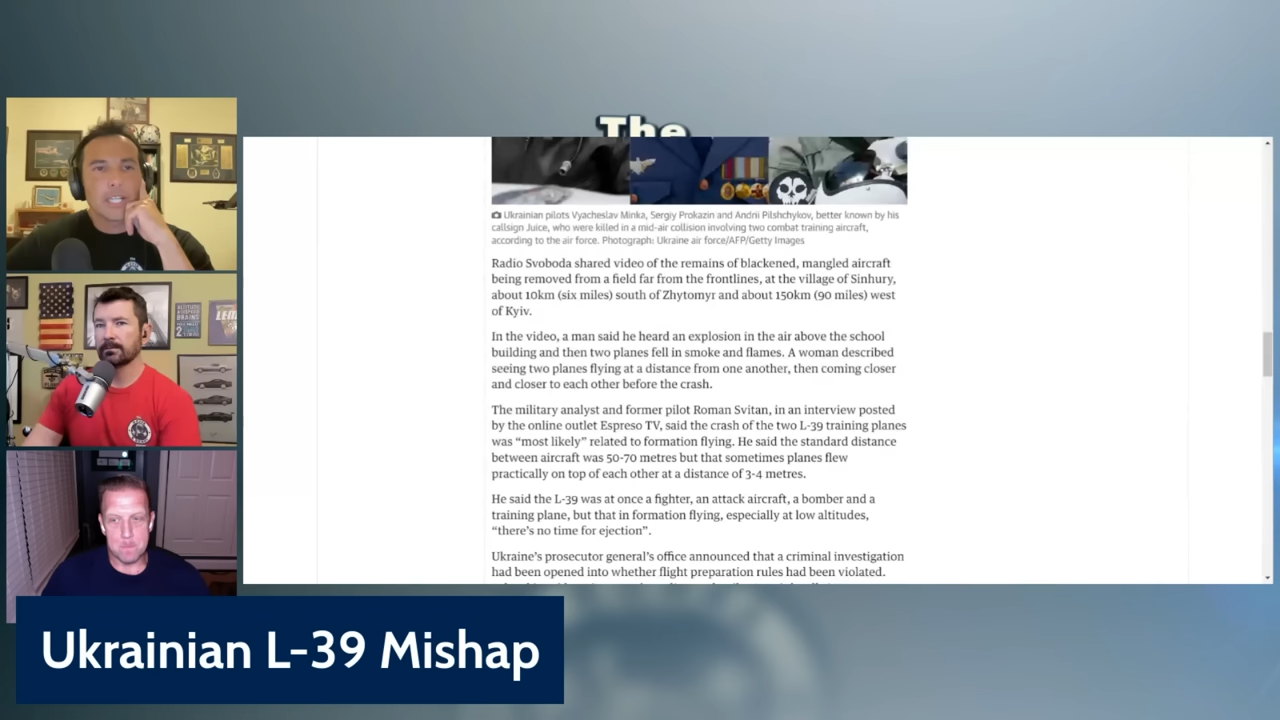 The
Ukrainian pilots Vyacheslav Minka, Sergiy Prokazin and Andrii Pilshchykov, better known by his
callsign Juice, who were killed in a mid-air collision involving two combat training aircraft,
according to the air force. Photograph: Ukraine air force/AFP/Getty Images
Radio Svoboda shared video of the remains of blackened, mangled aircraft
being removed from a field far from the frontlines, at the village of Sinhury,
about 10km (six miles) south of Zhytomyr and about 150km (90 miles) west
of Kyiv.
In the video, a man said he heard an explosion in the air above the school
building and then two planes fell in smoke and flames. A woman described
seeing two planes flying at a distance from one another, then coming closer
and closer to each other before the crash.
The military analyst and former pilot Roman Svitan, in an interview posted
by the online outlet Espreso TV, said the crash of the two L-39 training planes
was “most likely” related to formation flying. He said the standard distance
between aircraft was 50-70 metres but that sometimes planes flew
practically on top of each other at a distance of 3-4 metres.
He said the L-39 was at once a fighter, an attack aircraft, a bomber and a
training plane, but that in formation flying, especially at low altitudes,
“there’s no time for ejection”.
Ukraine’s prosecutor general’s office announced that a criminal investigation
had been opened into whether flight preparation rules had been violated.
Ukrainian L-39 Mishap